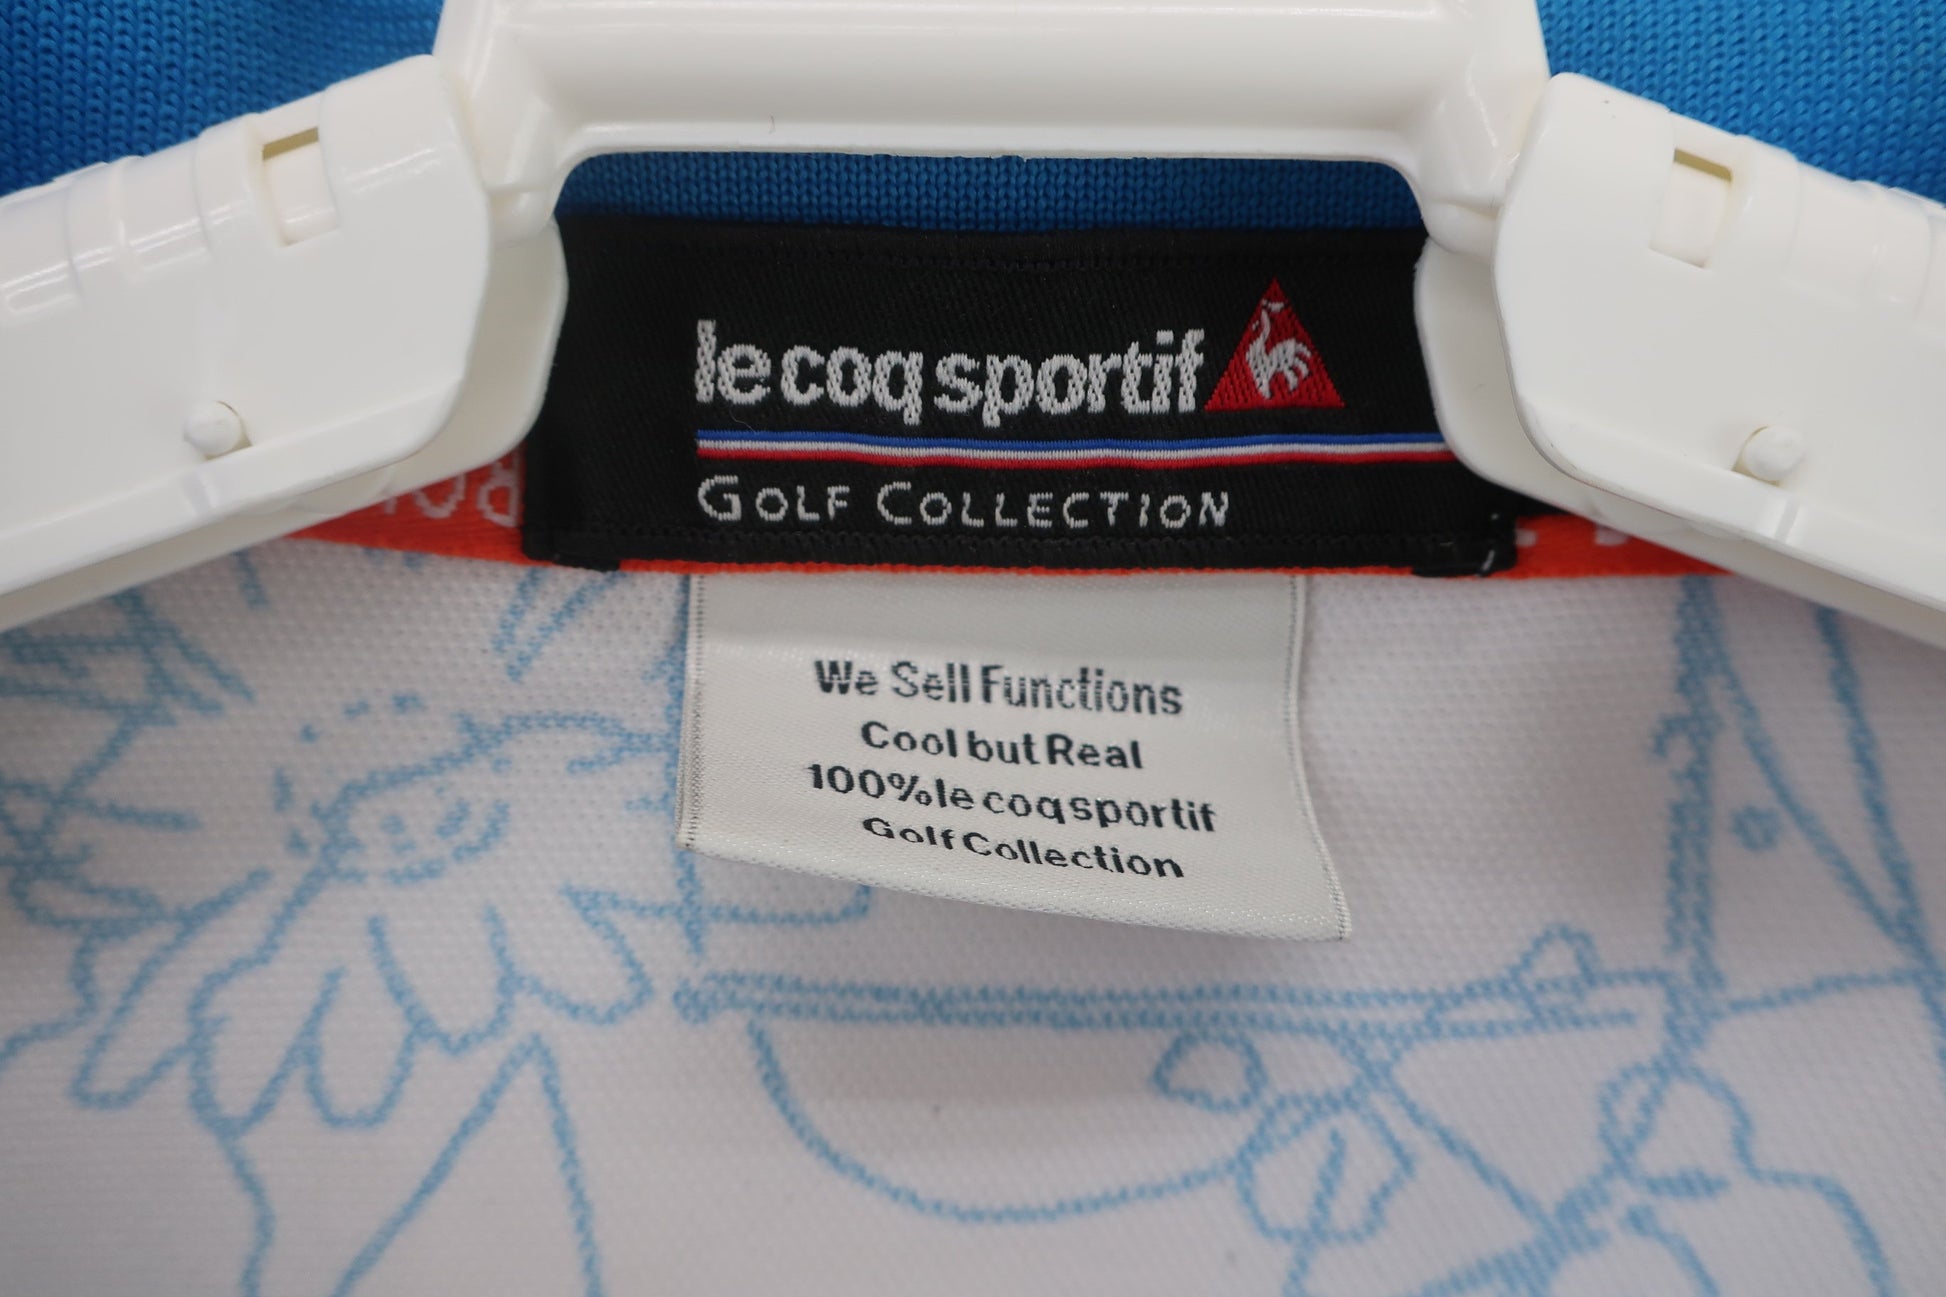 le coq sportif
GOLF COLLECTION
We Sell Functions
Cool but Real
100% le coq sportif
Golf Collection